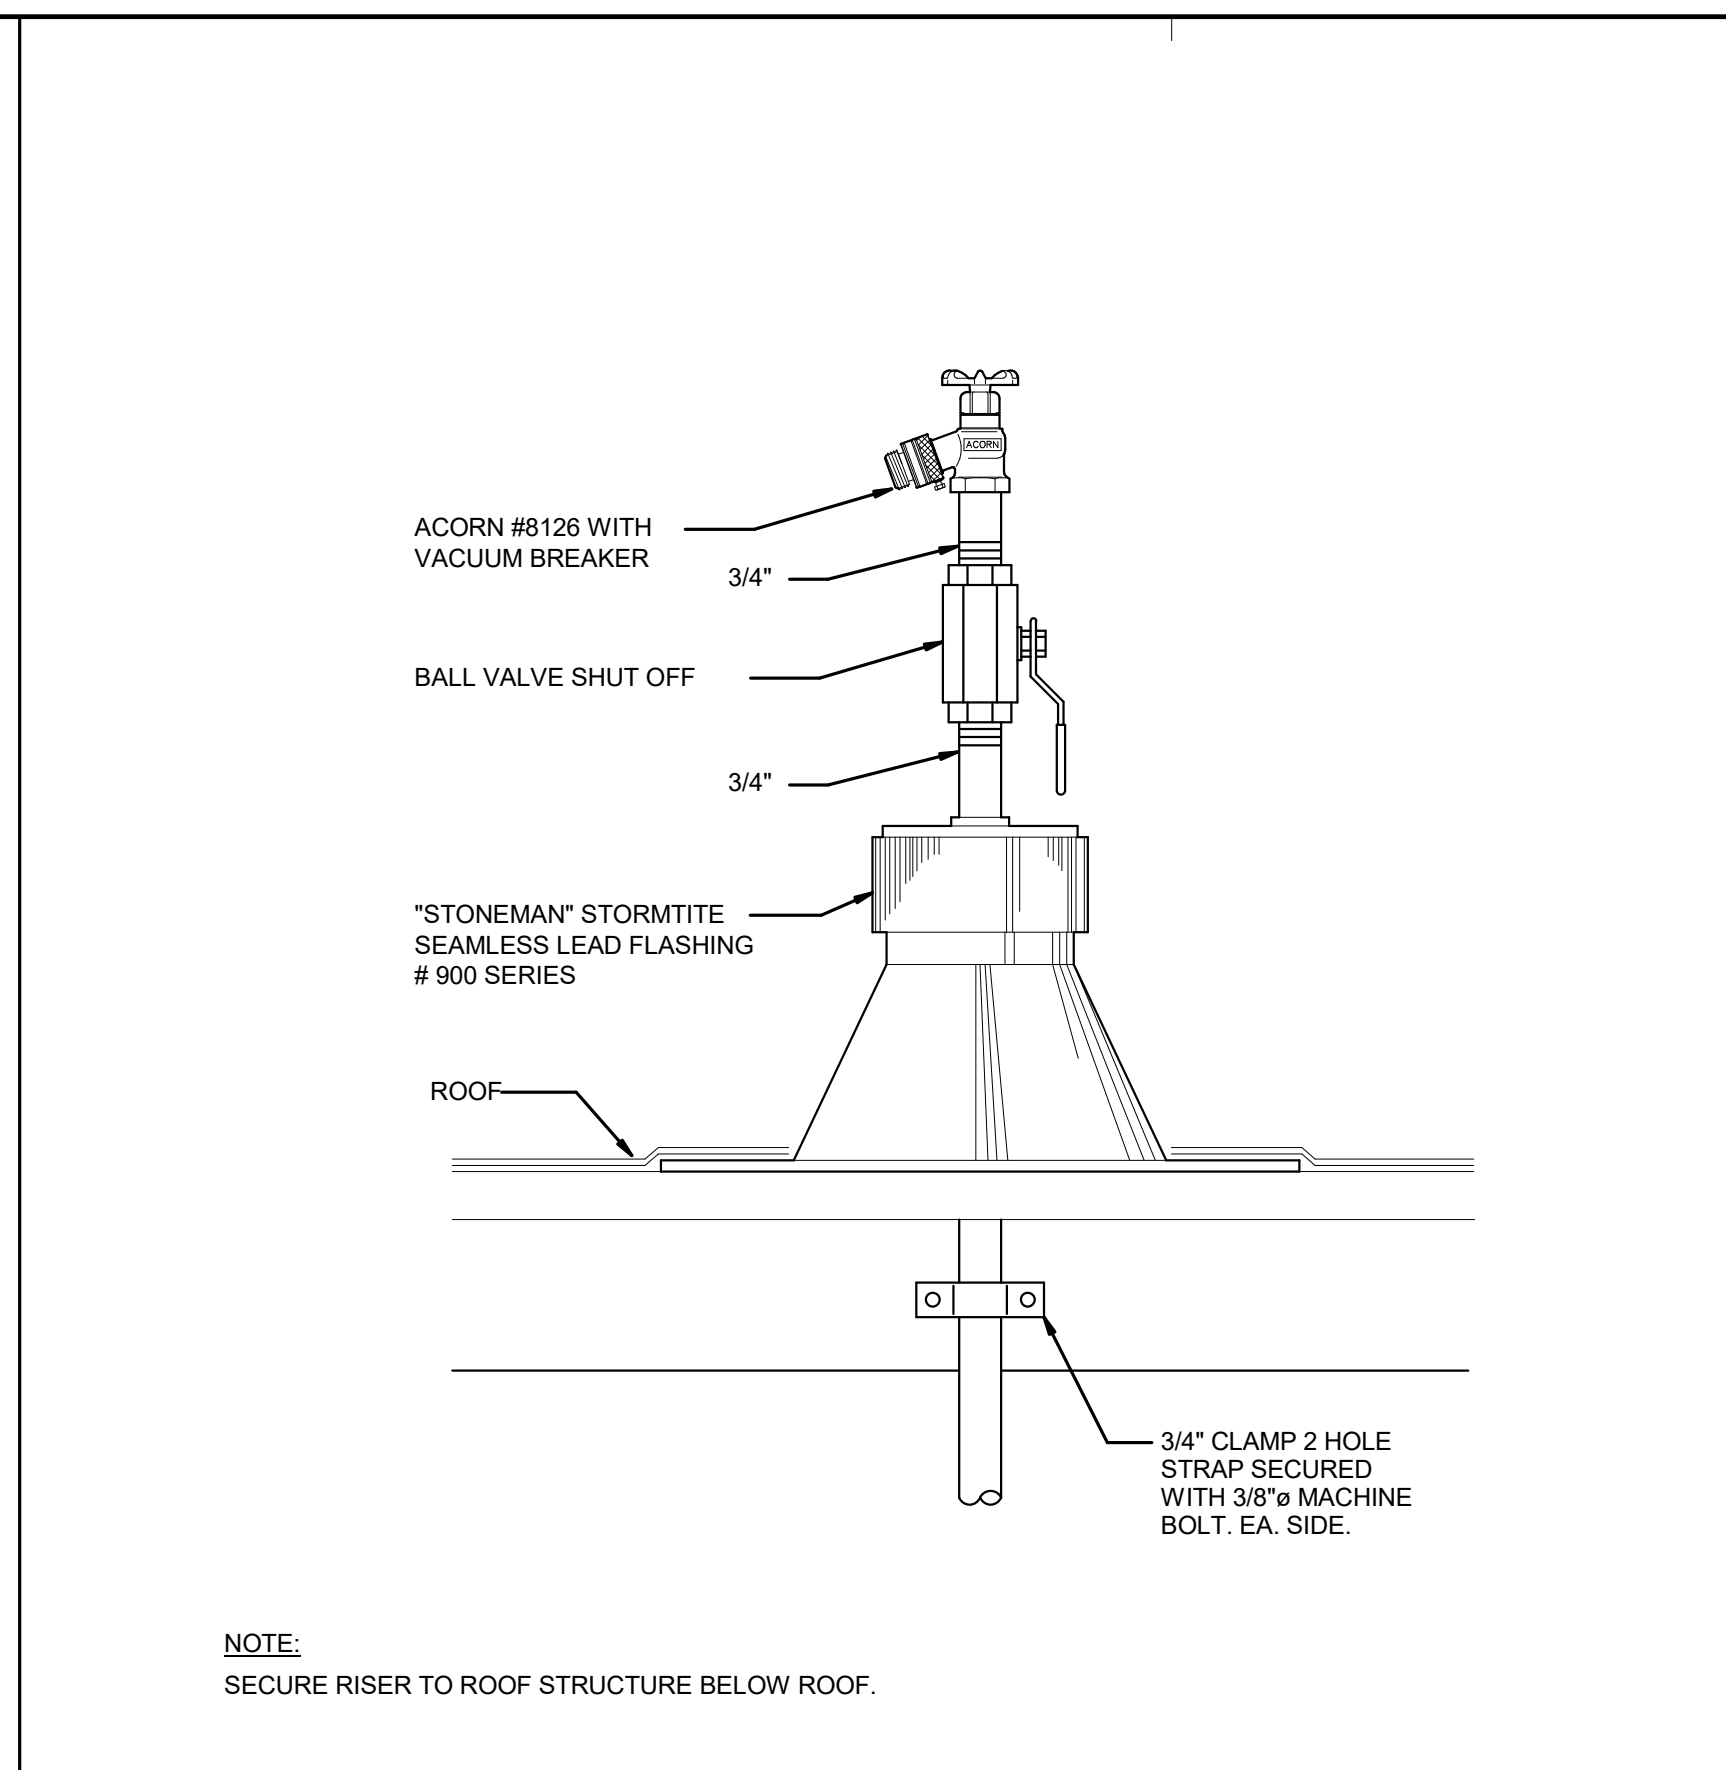 ACORN
ACORN #8126 WITH
VACUUM BREAKER
3/4"
BALL VALVE SHUT OFF
3/4"
"STONEMAN" STORMTITE
SEAMLESS LEAD FLASHING
# 900 SERIES
ROOF
3/4" CLAMP 2 HOLE
STRAP SECURED
WITH 3/8"ø MACHINE
BOLT. EA. SIDE.
NOTE:
SECURE RISER TO ROOF STRUCTURE BELOW ROOF.